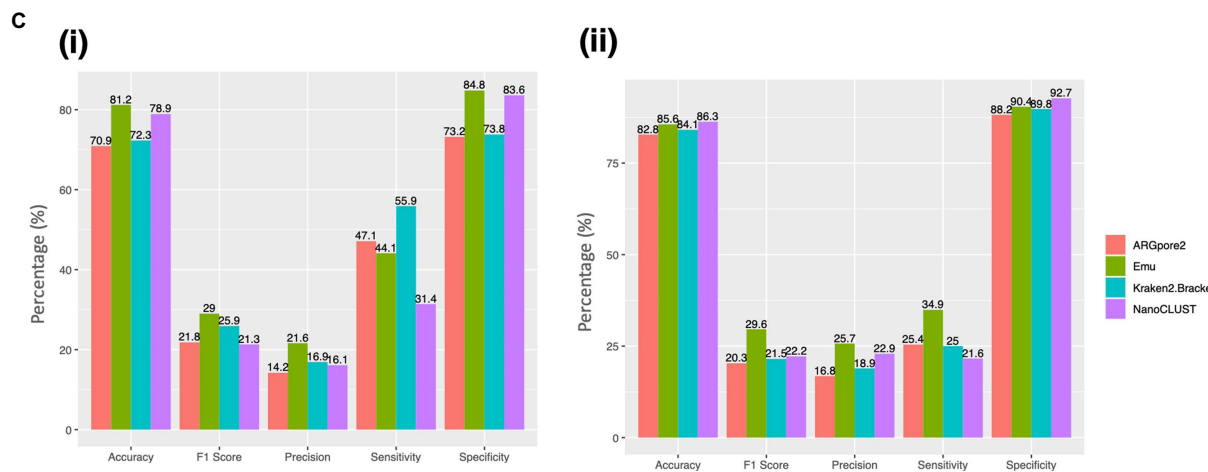 C
(i)
(ii)
Percentage (%)
80
60
40
20
0
70.9
81.2
72.3
78.9
21.8
29
25.9
21.3
14.2
21.6
16.9
16.1
47.1
44.1
55.9
31.4
73.2
84.8
73.8
83.6
Accuracy
F1 Score
Precision
Sensitivity
Specificity
Percentage (%)
75
50
25
0
82.8
85.6
84.1
86.3
20.3
29.6
21.5
22.2
16.8
25.7
18.9
22.9
25.4
34.9
25
21.6
88.2
90.4
89.8
92.7
Accuracy
F1 Score
Precision
Sensitivity
Specificity
ARGpore2
Emu
Kraken2.Bracke
NanoCLUST